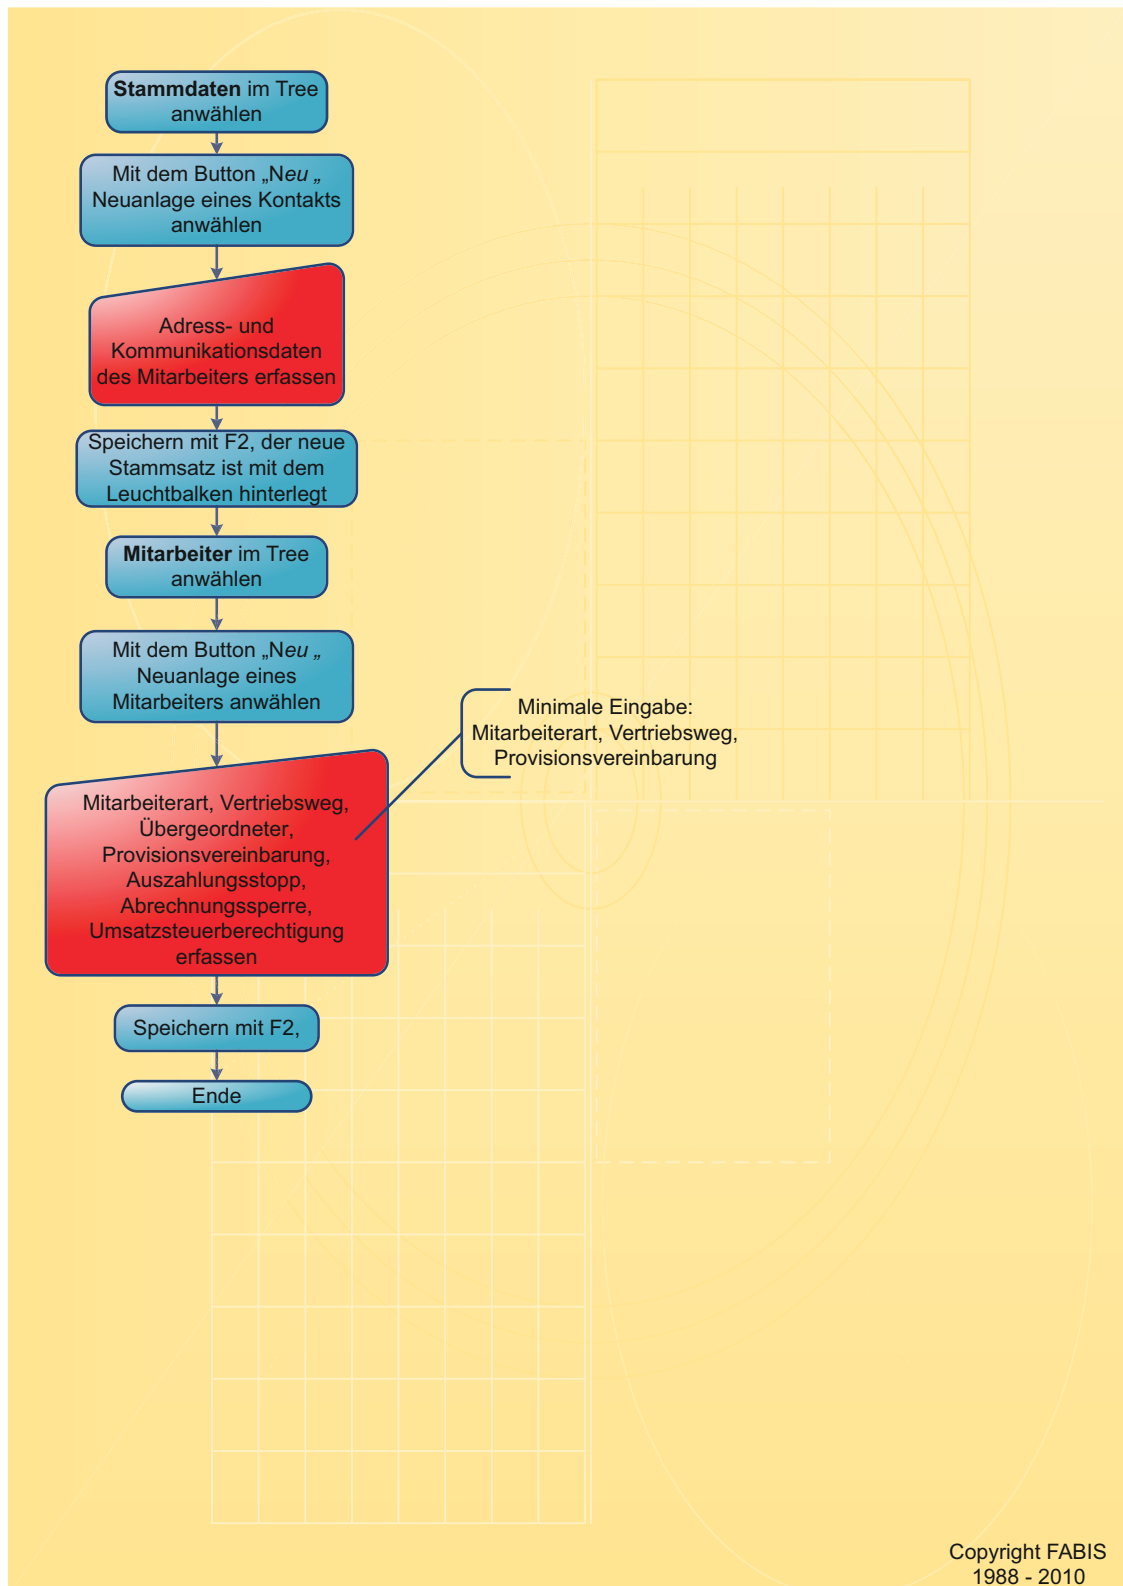 Stammdaten im Tree
anwählen
Mit dem Button „Neu „
Neuanlage eines Kontakts
anwählen
Adress- und
Kommunikationsdaten
des Mitarbeiters erfassen
Speichern mit F2, der neue
Stammsatz ist mit dem
Leuchtbalken hinterlegt
Mitarbeiter im Tree
anwählen
Mit dem Button „Neu „
Neuanlage eines
Mitarbeiters anwählen
Minimale Eingabe:
Mitarbeiterart, Vertriebsweg,
Provisionsvereinbarung
Mitarbeiterart, Vertriebsweg,
Übergeordneter,
Provisionsvereinbarung,
Auszahlungsstopp,
Abrechnungssperre,
Umsatzsteuerberechtigung
erfassen
Speichern mit F2,
Ende
Copyright FABIS
1988 - 2010